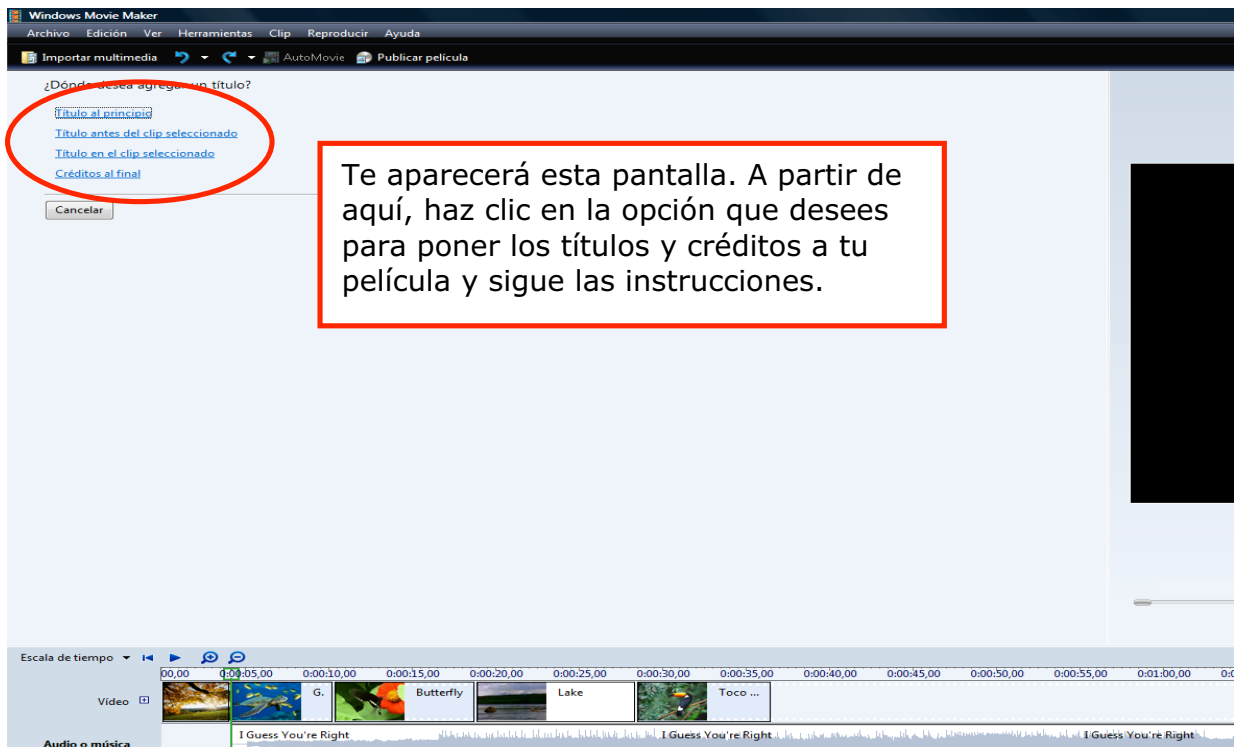 Windows Movie Maker
Archivo Edición Ver Herramientas Clip Reproducir Ayuda
Importar multimedia AutoMovie Publicar película
¿Dónde desea agregar un título?
Título al principio
Título antes del clip seleccionado
Título en el clip seleccionado
Créditos al final
Cancelar
Te aparecerá esta pantalla. A partir de
aquí, haz clic en la opción que desees
para poner los títulos y créditos a tu
película y sigue las instrucciones.
Escala de tiempo
00,00 0:00:05,00 0:00:10,00 0:00:15,00 0:00:20,00 0:00:25,00 0:00:30,00 0:00:35,00 0:00:40,00 0:00:45,00 0:00:50,00 0:00:55,00 0:01:00,00
Vídeo G. Butterfly Lake Toco ...
Audio o música I Guess You're Right I Guess You're Right I Guess You're Right